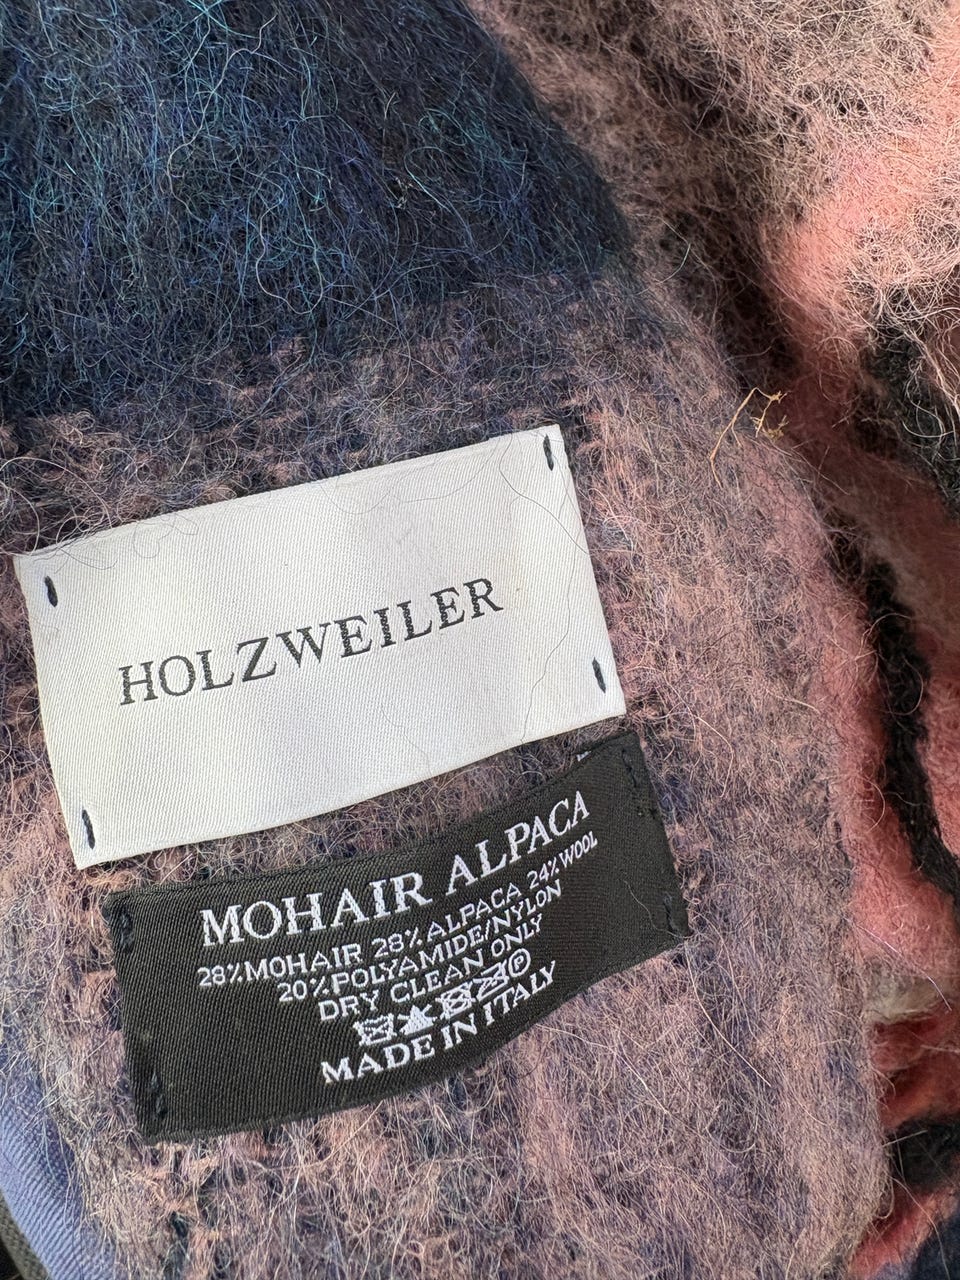 HOLZWEILER
MOHAIR ALPACA
28%MOHAIR 28%ALPACA 24%WOOL
20%POLYAMIDE/NYLON
DRY CLEAN ONLY
MADE IN ITALY